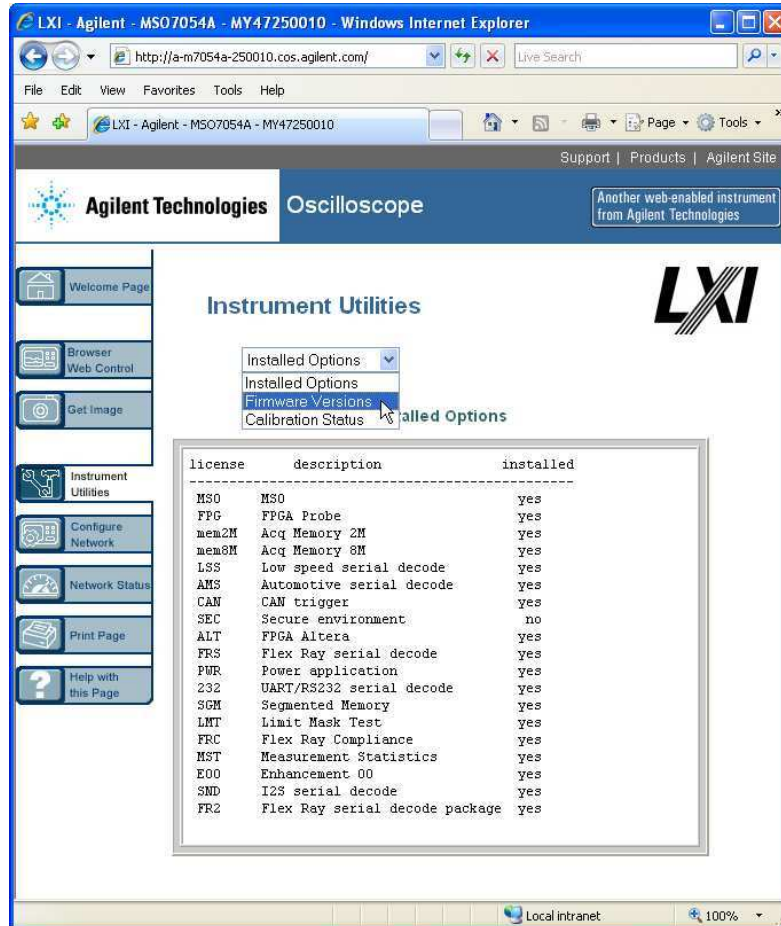 LXI - Agilent - MSO7054A - MY47250010 - Windows Internet Explorer
http://a-m7054a-250010.cos.agilent.com/
Live Search
File Edit View Favorites Tools Help
LXI - Agilent - MSO7054A - MY47250010
Page Tools
Support | Products | Agilent Site
Agilent Technologies
Oscilloscope
Another web-enabled instrument
from Agilent Technologies
Welcome Page
Browser
Web Control
Get Image
Instrument
Utilities
Configure
Network
Network Status
Print Page
Help with
this Page
LXI
Instrument Utilities
Installed Options
Installed Options
Firmware Versions
Calibration Status
alled Options
license description installed
--------------------------------------------------
MSO MSO yes
FPG FPGA Probe yes
mem2M Acq Memory 2M yes
mem8M Acq Memory 8M yes
LSS Low speed serial decode yes
AMS Automotive serial decode yes
CAN CAN trigger yes
SEC Secure environment no
ALT FPGA Altera yes
FRS Flex Ray serial decode yes
PWR Power application yes
232 UART/RS232 serial decode yes
SGM Segmented Memory yes
LMT Limit Mask Test yes
FRC Flex Ray Compliance yes
MST Measurement Statistics yes
E00 Enhancement 00 yes
SND I2S serial decode yes
FR2 Flex Ray serial decode package yes
Local intranet
100%